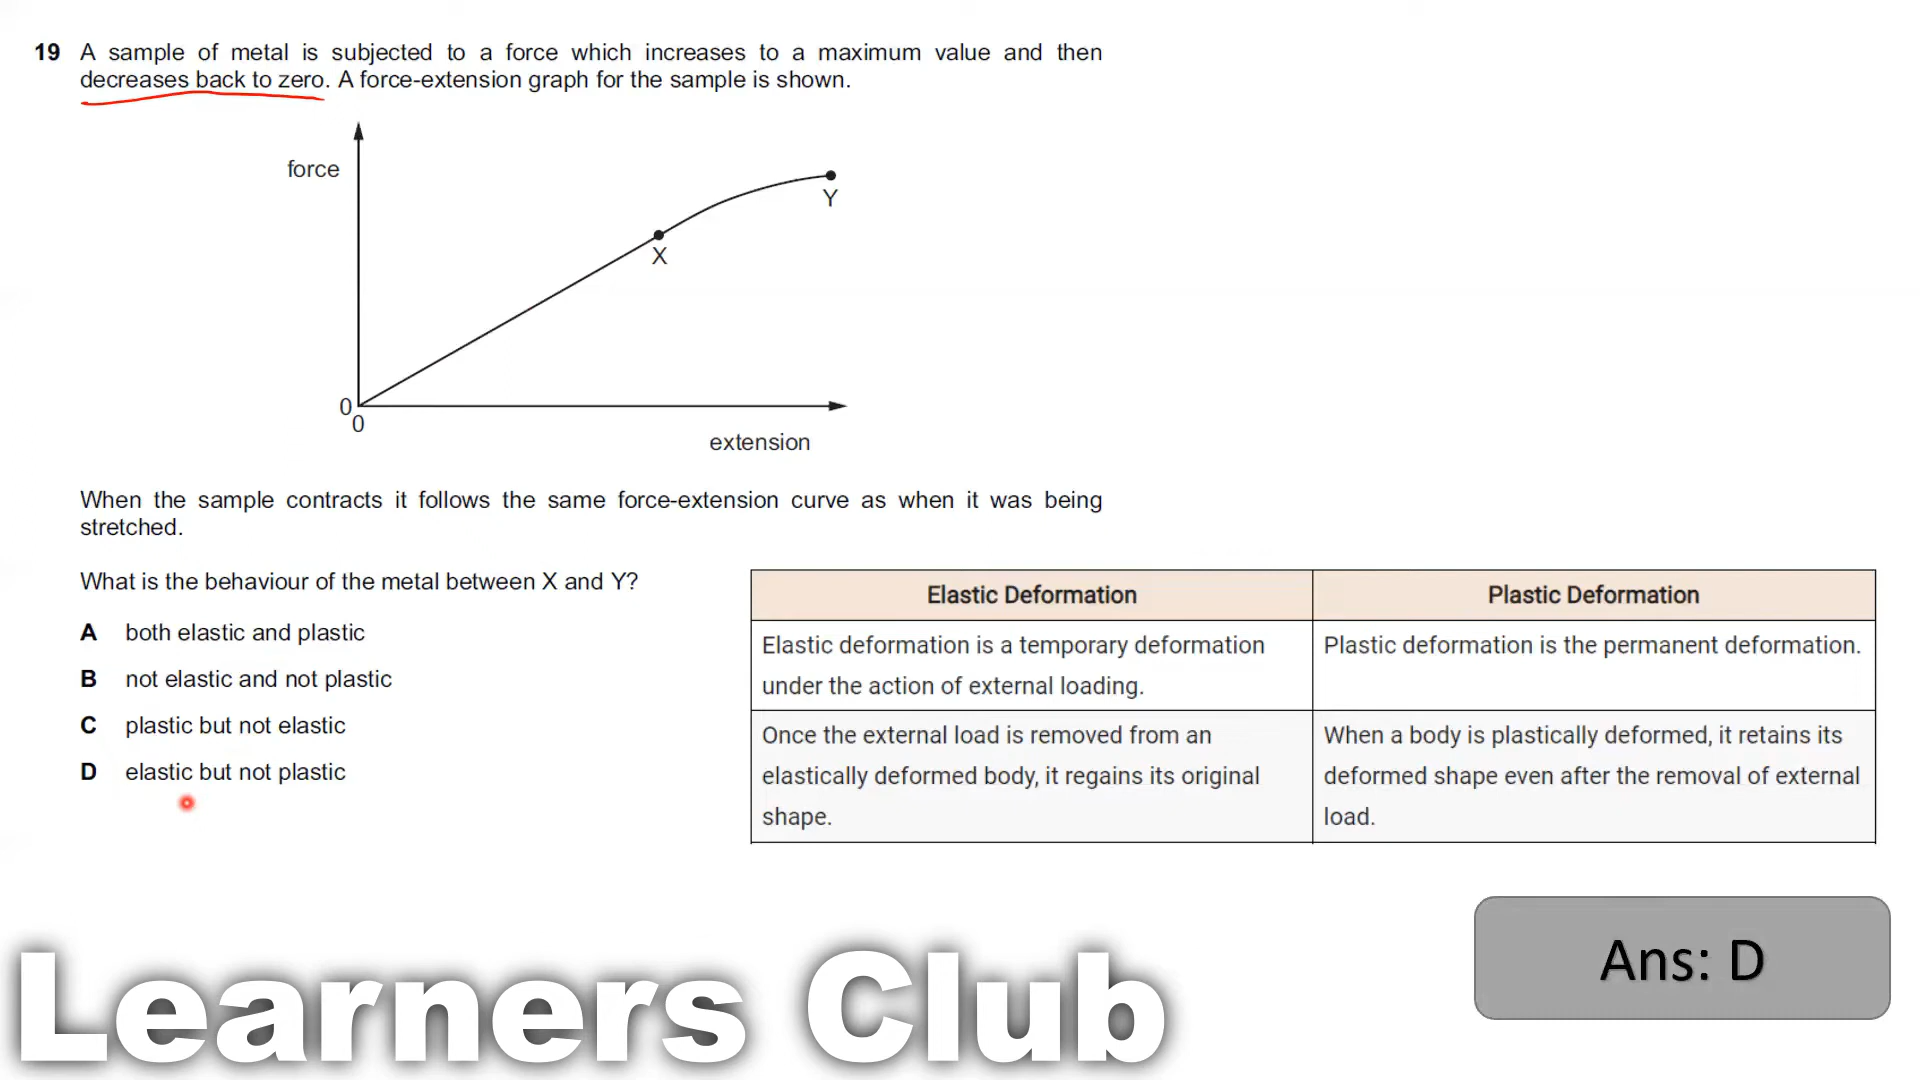 19 A sample of metal is subjected to a force which increases to a maximum value and then
decreases back to zero. A force-extension graph for the sample is shown.
force
Y
X
0
0
extension
When the sample contracts it follows the same force-extension curve as when it was being
stretched.
What is the behaviour of the metal between X and Y?
A both elastic and plastic
B not elastic and not plastic
C plastic but not elastic
D elastic but not plastic
Elastic Deformation
Plastic Deformation
Elastic deformation is a temporary deformation
under the action of external loading.
Plastic deformation is the permanent deformation.
Once the external load is removed from an
elastically deformed body, it regains its original
shape.
When a body is plastically deformed, it retains its
deformed shape even after the removal of external
load.
Ans: D
Learners Club